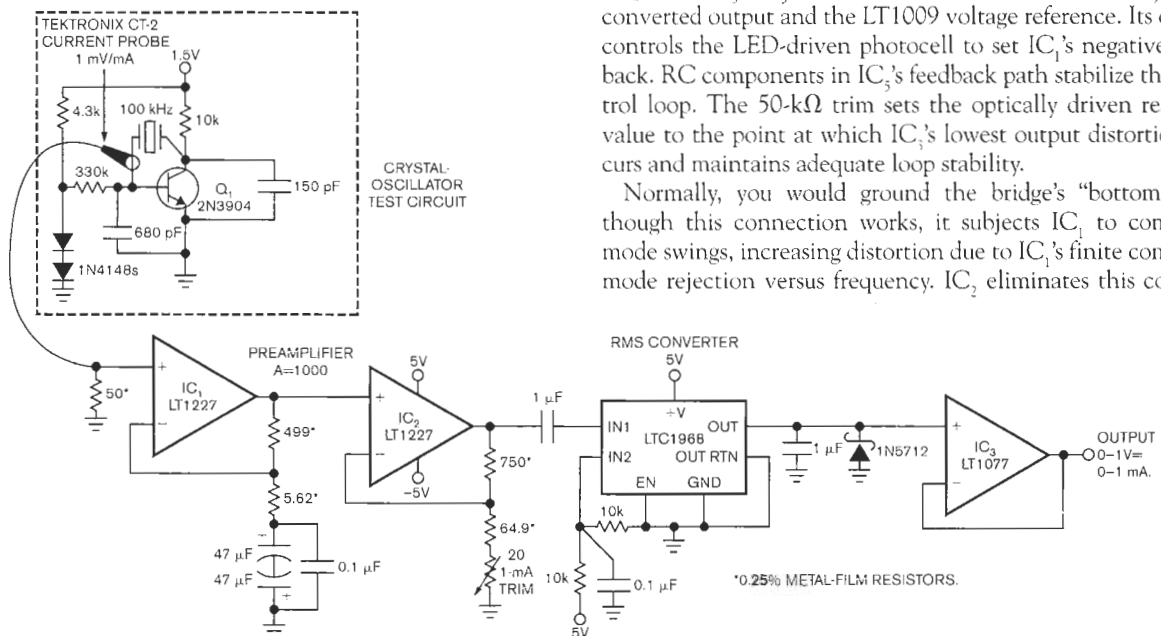 TEKTRONIX CT-2
CURRENT PROBE
1 mV/mA
1.5V
4.3k
100 kHz
10k
330k
Q1
2N3904
150 pF
680 pF
1N4148s
CRYSTAL-
OSCILLATOR
TEST CIRCUIT
converted output and the LT1009 voltage reference. Its
controls the LED-driven photocell to set IC1's negative
back. RC components in IC5's feedback path stabilize th
trol loop. The 50-kΩ trim sets the optically driven re
value to the point at which IC3's lowest output distortio
curs and maintains adequate loop stability.
Normally, you would ground the bridge's “bottom
though this connection works, it subjects IC1 to com
mode swings, increasing distortion due to IC1's finite com
mode rejection versus frequency. IC2 eliminates this co
50*
+
−
IC1
LT1227
PREAMPLIFIER
A=1000
499*
5.62*
47 µF
47 µF
+
0.1 µF
5V
+
−
IC2
LT1227
−5V
750*
64.9*
20
1-mA
TRIM
1 µF
RMS CONVERTER
5V
+V
IN1
OUT
LTC1968
IN2
OUT RTN
EN
GND
10k
10k
0.1 µF
5V
1 µF
1N5712
+
−
IC3
LT1077
OUTPUT
0–1V=
0–1 mA.
*0.25% METAL-FILM RESISTORS.